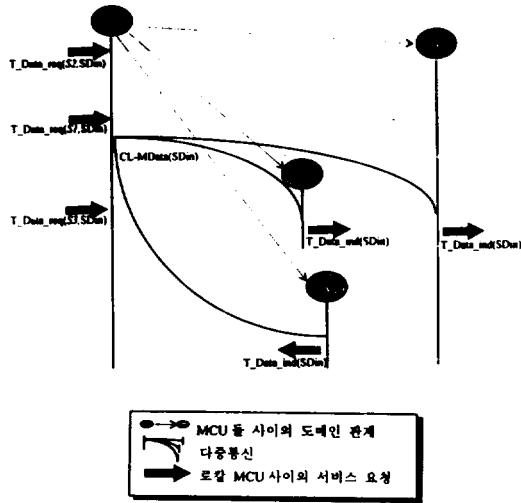 T_Data_req(S2,SDin)
T_Data_req(S1,SDin)
CL-MData(SDin)
T_Data_req(S3,SDin)
T_Data_ind(SDin)
T_Data_ind(SDin)
T_Data_ind(SDin)
MCU 들 사이의 도메인 관계
다중통신
로칼 MCU 사이의 서비스 요청